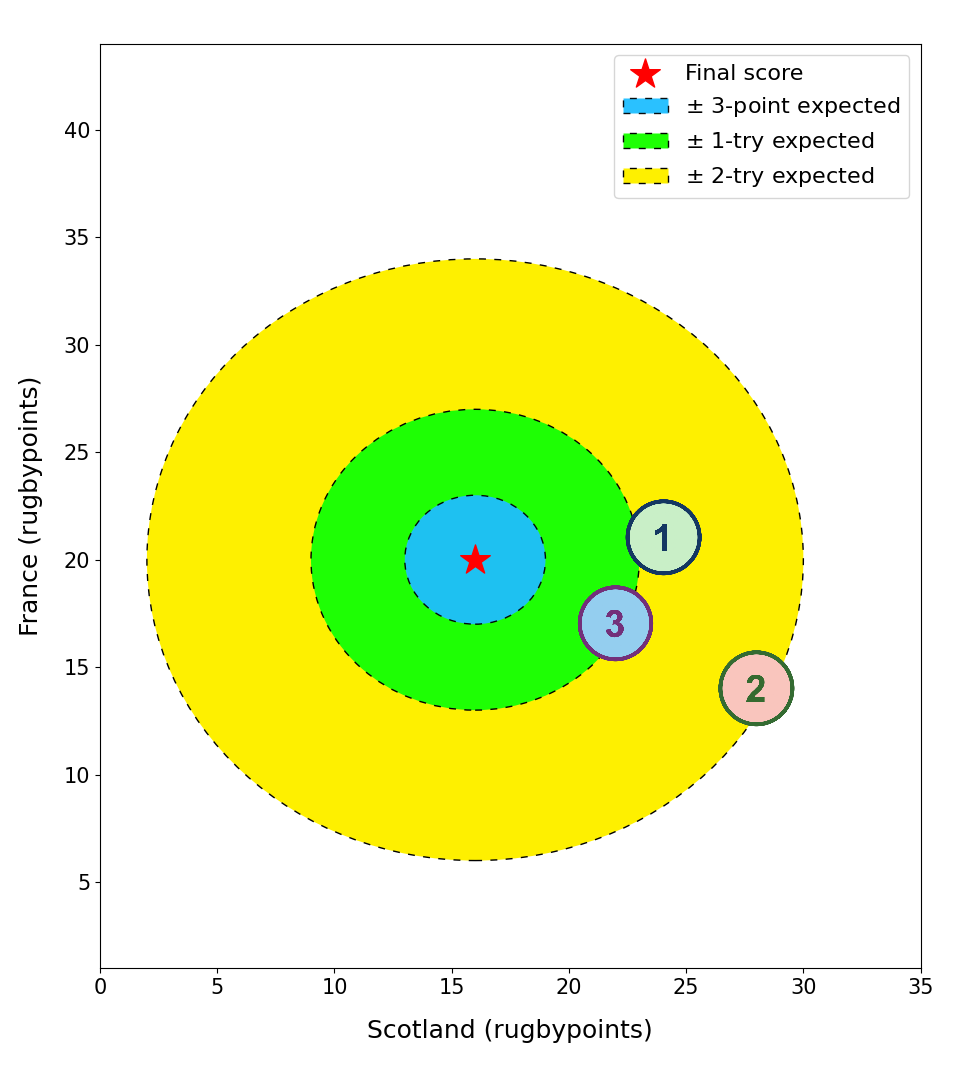 Final score
± 3-point expected
± 1-try expected
± 2-try expected
40
35
30
25
20
15
10
5
France (rugbypoints)
1
3
2
0 5 10 15 20 25 30 35
Scotland (rugbypoints)